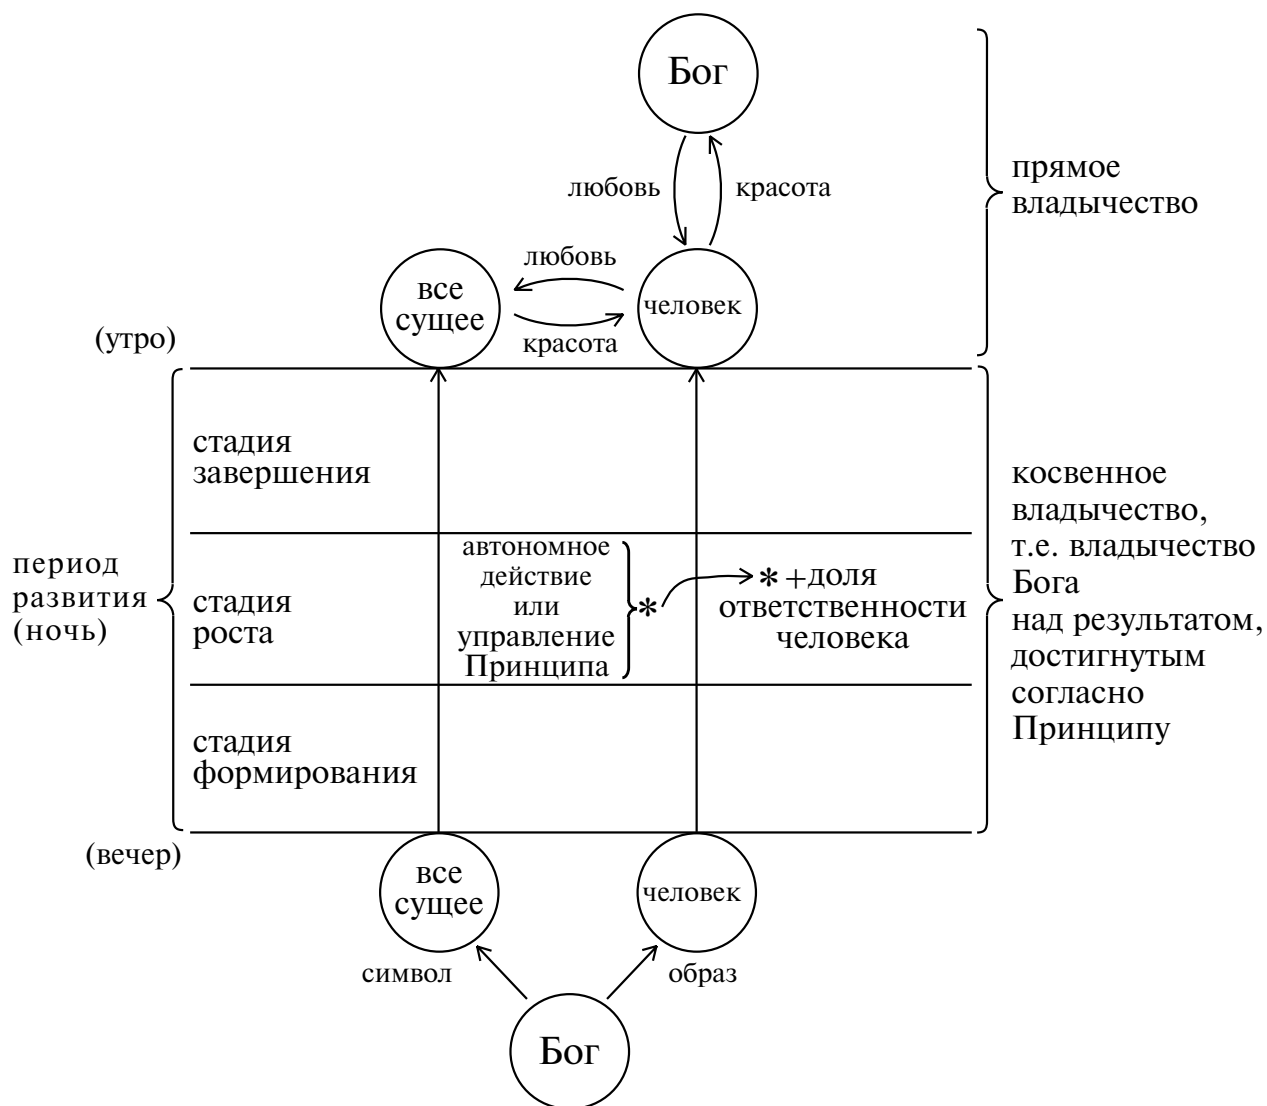 Бог
любовь
красота
прямое
владычество
любовь
все
сущее
человек
красота
(утро)
стадия
завершения
косвенное
владычество,
т.е. владычество
Бога
над результатом,
достигнутым
согласно
Принципу
период
развития
(ночь)
стадия
роста
автономное
действие
или
управление
Принципа
*
* +доля
ответственности
человека
стадия
формирования
(вечер)
все
сущее
человек
символ
образ
Бог